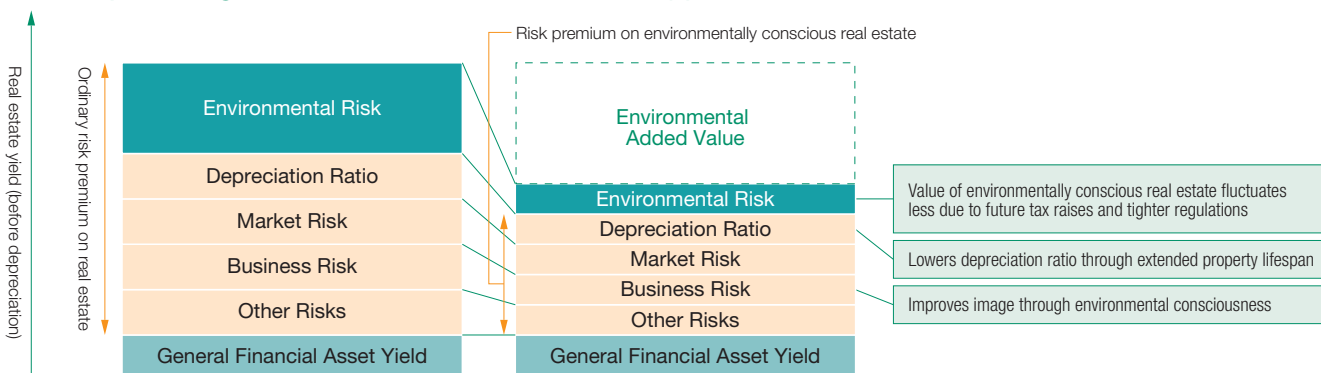 Real estate yield (before depreciation)
Ordinary risk premium on real estate
Risk premium on environmentally conscious real estate
Environmental Risk
Depreciation Ratio
Market Risk
Business Risk
Other Risks
General Financial Asset Yield
Environmental
Added Value
Environmental Risk
Depreciation Ratio
Market Risk
Business Risk
Other Risks
General Financial Asset Yield
Value of environmentally conscious real estate fluctuates
less due to future tax raises and tighter regulations
Lowers depreciation ratio through extended property lifespan
Improves image through environmental consciousness